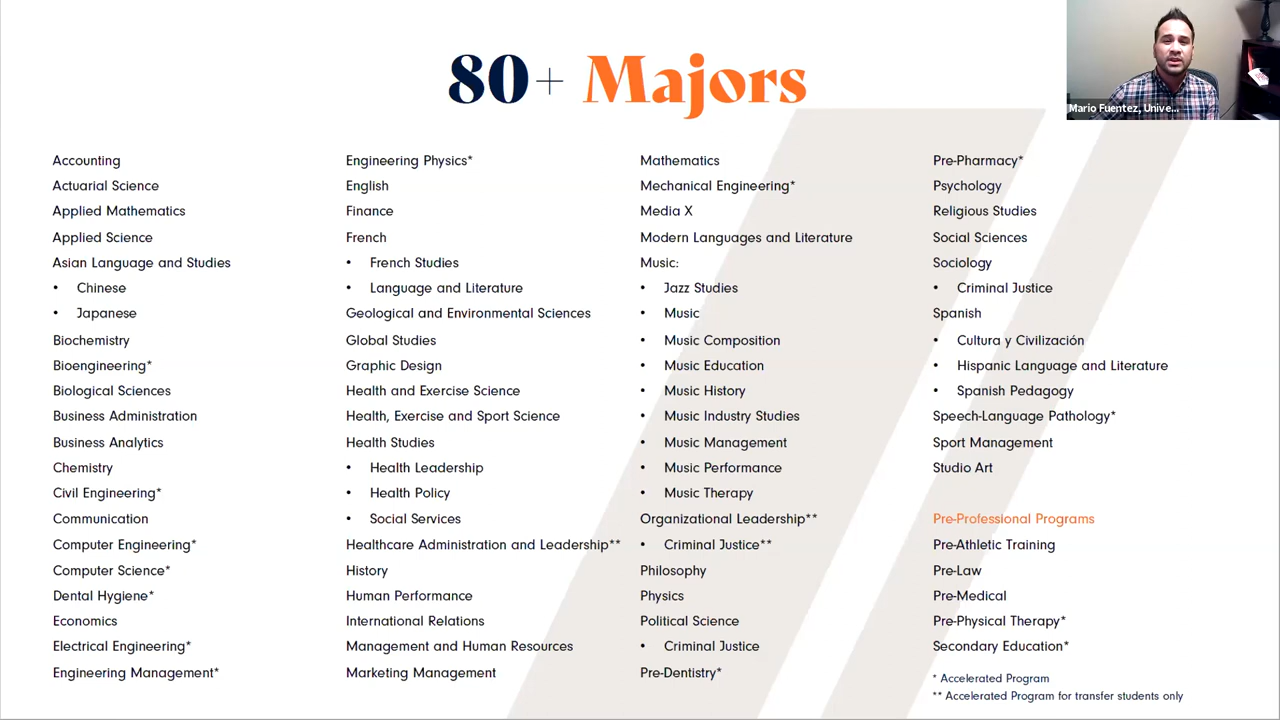 80+ Majors
Mario Fuentez, Unive...
Accounting
Actuarial Science
Applied Mathematics
Applied Science
Asian Language and Studies
• Chinese
• Japanese
Biochemistry
Bioengineering*
Biological Sciences
Business Administration
Business Analytics
Chemistry
Civil Engineering*
Communication
Computer Engineering*
Computer Science*
Dental Hygiene*
Economics
Electrical Engineering*
Engineering Management*
Engineering Physics*
English
Finance
French
• French Studies
• Language and Literature
Geological and Environmental Sciences
Global Studies
Graphic Design
Health and Exercise Science
Health, Exercise and Sport Science
Health Studies
• Health Leadership
• Health Policy
• Social Services
Healthcare Administration and Leadership**
History
Human Performance
International Relations
Management and Human Resources
Marketing Management
Mathematics
Mechanical Engineering*
Media X
Modern Languages and Literature
Music:
• Jazz Studies
• Music
• Music Composition
• Music Education
• Music History
• Music Industry Studies
• Music Management
• Music Performance
• Music Therapy
Organizational Leadership**
• Criminal Justice**
Philosophy
Physics
Political Science
• Criminal Justice
Pre-Dentistry*
Pre-Pharmacy*
Psychology
Religious Studies
Social Sciences
Sociology
• Criminal Justice
Spanish
• Cultura y Civilización
• Hispanic Language and Literature
• Spanish Pedagogy
Speech-Language Pathology*
Sport Management
Studio Art
Pre-Professional Programs
Pre-Athletic Training
Pre-Law
Pre-Medical
Pre-Physical Therapy*
Secondary Education*
* Accelerated Program
** Accelerated Program for transfer students only